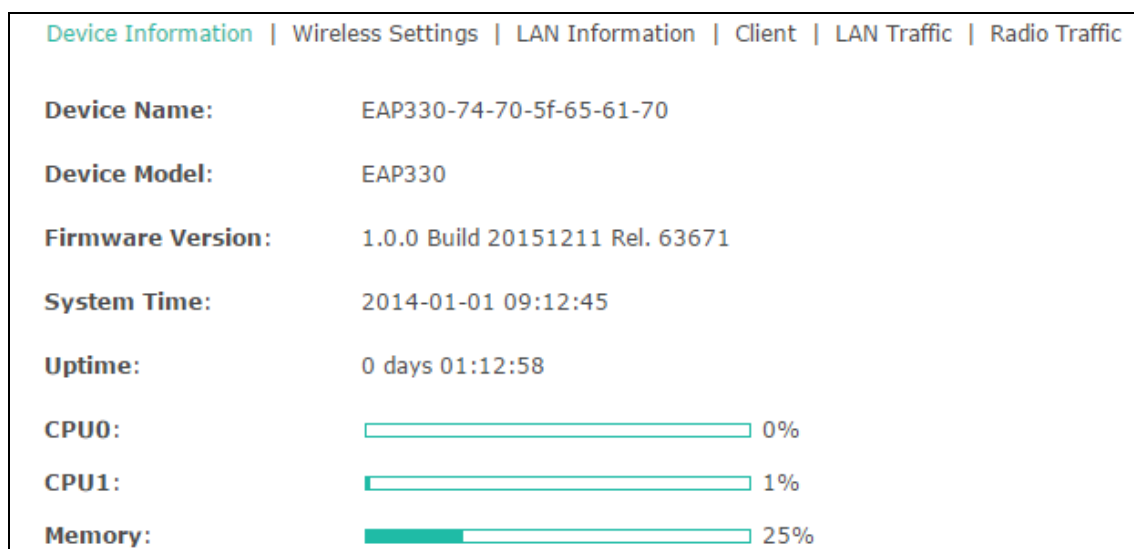 Device Information | Wireless Settings | LAN Information | Client | LAN Traffic | Radio Traffic
Device Name: EAP330-74-70-5f-65-61-70
Device Model: EAP330
Firmware Version: 1.0.0 Build 20151211 Rel. 63671
System Time: 2014-01-01 09:12:45
Uptime: 0 days 01:12:58
CPU0: 0%
CPU1: 1%
Memory: 25%